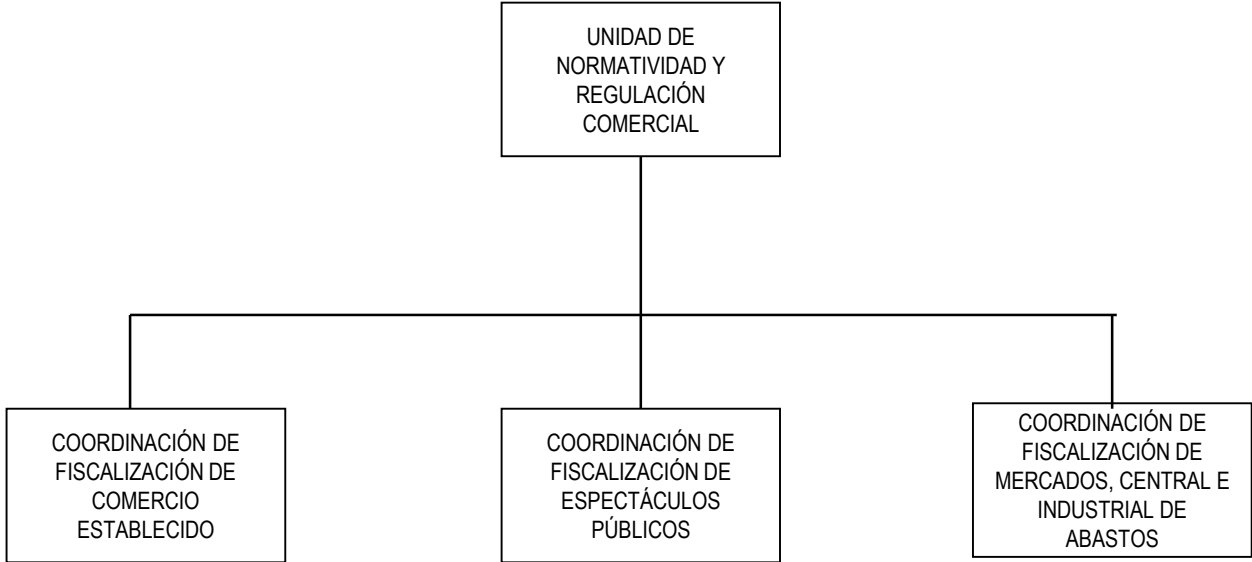 UNIDAD DE
NORMATIVIDAD Y
REGULACIÓN
COMERCIAL
COORDINACIÓN DE
FISCALIZACIÓN DE
COMERCIO
ESTABLECIDO
COORDINACIÓN DE
FISCALIZACIÓN DE
ESPECTÁCULOS
PÚBLICOS
COORDINACIÓN DE
FISCALIZACIÓN DE
MERCADOS, CENTRAL E
INDUSTRIAL DE
ABASTOS